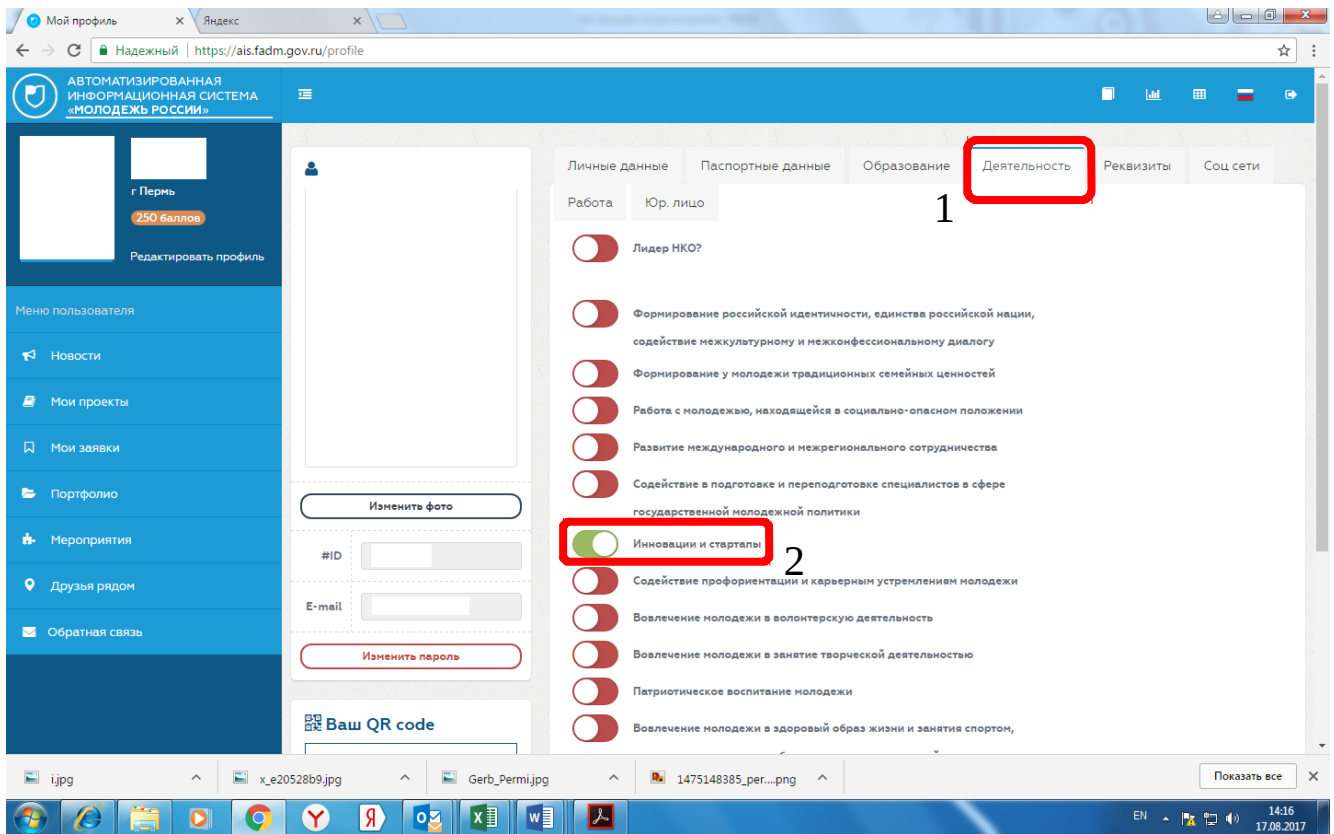 Мой профиль
Яндекс
Надежный | https://ais.fadm.gov.ru/profile
АВТОМАТИЗИРОВАННАЯ
ИНФОРМАЦИОННАЯ СИСТЕМА
«МОЛОДЕЖЬ РОССИИ»
г Пермь
250 баллов
Редактировать профиль
Меню пользователя
Новости
Мои проекты
Мои заявки
Портфолио
Мероприятия
Друзья рядом
Обратная связь
Изменить фото
#ID
E-mail
Изменить пароль
Ваш QR code
Личные данные
Паспортные данные
Образование
Деятельность
Реквизиты
Соц сети
1
Работа
Юр. лицо
Лидер НКО?
Формирование российской идентичности, единства российской нации,
содействие межкультурному и межконфессиональному диалогу
Формирование у молодежи традиционных семейных ценностей
Работа с молодежью, находящейся в социально-опасном положении
Развитие международного и межрегионального сотрудничества
Содействие в подготовке и переподготовке специалистов в сфере
государственной молодежной политики
Инновации и стартапы
2
Содействие профориентации и карьерным устремлениям молодежи
Вовлечение молодежи в волонтерскую деятельность
Вовлечение молодежи в занятие творческой деятельностью
Патриотическое воспитание молодежи
Вовлечение молодежи в здоровый образ жизни и занятия спортом,
i.jpg
x_e20528b9.jpg
Gerb_Permi.jpg
1475148385_per....png
Показать все
EN
14:16
17.08.2017